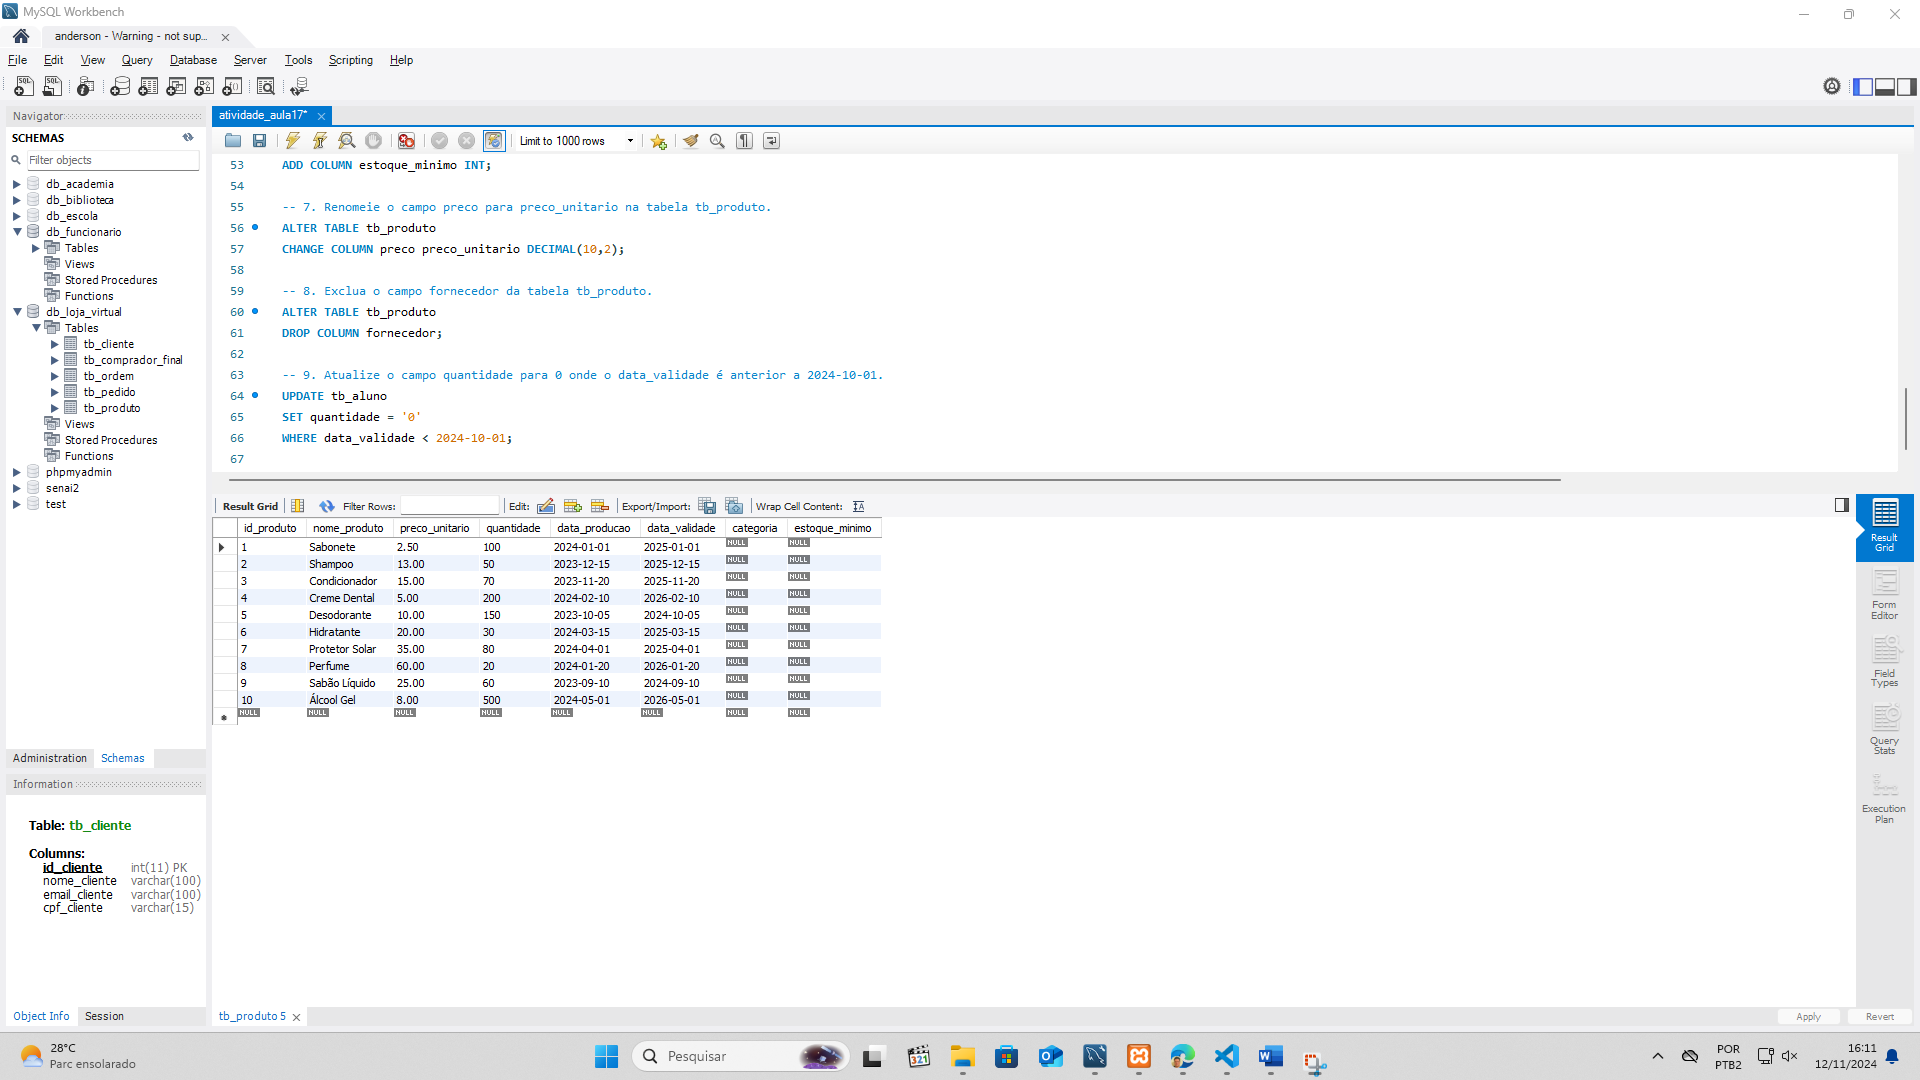 MySQL Workbench
anderson - Warning - not sup...
File Edit View Query Database Server Tools Scripting Help
Navigator
SCHEMAS
Filter objects
db_academia
db_biblioteca
db_escola
db_funcionario
Tables
Views
Stored Procedures
Functions
db_loja_virtual
Tables
tb_cliente
tb_comprador_final
tb_ordem
tb_pedido
tb_produto
Views
Stored Procedures
Functions
phpmyadmin
senai2
test
Administration Schemas
Information
Table: tb_cliente
Columns:
id_cliente int(11) PK
nome_cliente varchar(100)
email_cliente varchar(100)
cpf_cliente varchar(15)
Object Info Session
atividade_aula17*
Limit to 1000 rows
53 ADD COLUMN estoque_minimo INT;
54
55 -- 7. Renomeie o campo preco para preco_unitario na tabela tb_produto.
56 ALTER TABLE tb_produto
57 CHANGE COLUMN preco preco_unitario DECIMAL(10,2);
58
59 -- 8. Exclua o campo fornecedor da tabela tb_produto.
60 ALTER TABLE tb_produto
61 DROP COLUMN fornecedor;
62
63 -- 9. Atualize o campo quantidade para 0 onde o data_validade é anterior a 2024-10-01.
64 UPDATE tb_aluno
65 SET quantidade = '0'
66 WHERE data_validade < 2024-10-01;
67
Result Grid Filter Rows: Edit: Export/Import: Wrap Cell Content:
id_produto nome_produto preco_unitario quantidade data_producao data_validade categoria estoque_minimo
1 Sabonete 2.50 100 2024-01-01 2025-01-01 NULL NULL
2 Shampoo 13.00 50 2023-12-15 2025-12-15 NULL NULL
3 Condicionador 15.00 70 2023-11-20 2025-11-20 NULL NULL
4 Creme Dental 5.00 200 2024-02-10 2026-02-10 NULL NULL
5 Desodorante 10.00 150 2023-10-05 2024-10-05 NULL NULL
6 Hidratante 20.00 30 2024-03-15 2025-03-15 NULL NULL
7 Protetor Solar 35.00 80 2024-04-01 2025-04-01 NULL NULL
8 Perfume 60.00 20 2024-01-20 2026-01-20 NULL NULL
9 Sabão Líquido 25.00 60 2023-09-10 2024-09-10 NULL NULL
10 Álcool Gel 8.00 500 2024-05-01 2026-05-01 NULL NULL
NULL NULL NULL NULL NULL NULL NULL NULL
Result Grid
Form Editor
Field Types
Query Stats
Execution Plan
tb_produto 5
Apply Revert
28°C
Parc ensolarado
Pesquisar
321
POR
PTB2
16:11
12/11/2024